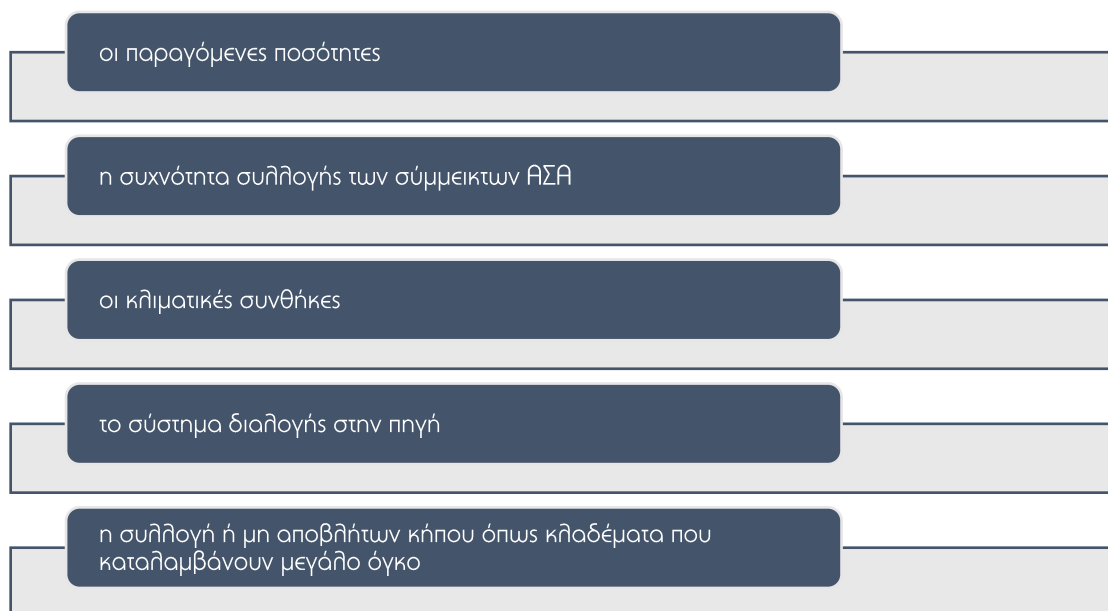 οι παραγόμενες ποσότητες
η συχνότητα συλλογής των σύμμεικτων ΑΣΑ
οι κλιματικές συνθήκες
το σύστημα διαλογής στην πηγή
η συλλογή ή μη αποβλήτων κήπου όπως κλαδέματα που
καταλαμβάνουν μεγάλο όγκο